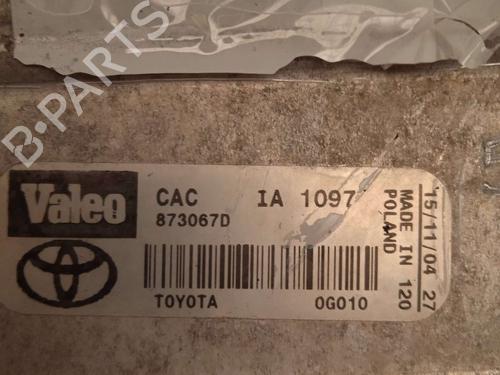 B-PARTS
Valeo
CAC IA 1097
873067D
TOYOTA 0G010
15/11/04 27
MADE IN 120
POLAND